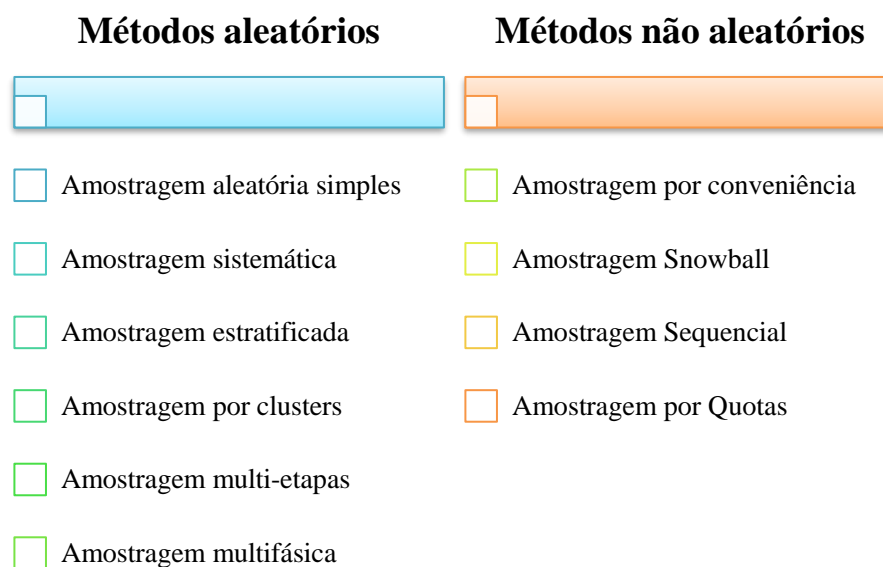 Métodos aleatórios
Amostragem aleatória simples
Amostragem sistemática
Amostragem estratificada
Amostragem por clusters
Amostragem multi-etapas
Amostragem multifásica
Métodos não aleatórios
Amostragem por conveniência
Amostragem Snowball
Amostragem Sequencial
Amostragem por Quotas